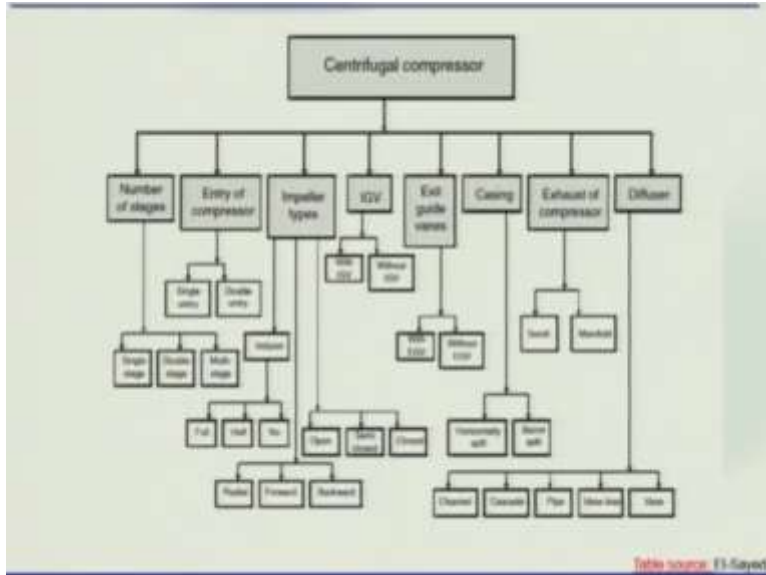 Centrifugal compressor
Number
of stages
Entry of
compressor
Impeller
types
IGV
Exit
guide
vanes
Casing
Exhaust of
compressor
Diffuser
With
IGV
Without
IGV
Single
entry
Double
entry
Single
stage
Double
stage
Multi-
stage
Inducer
With
EGV
Without
EGV
Scroll
Manifold
Full
Half
No
Open
Semi
closed
Closed
Horizontally
split
Barrel
split
Radial
Forward
Backward
Channel
Cascade
Pipe
Vane-less
Vane
Table source: El-Sayed